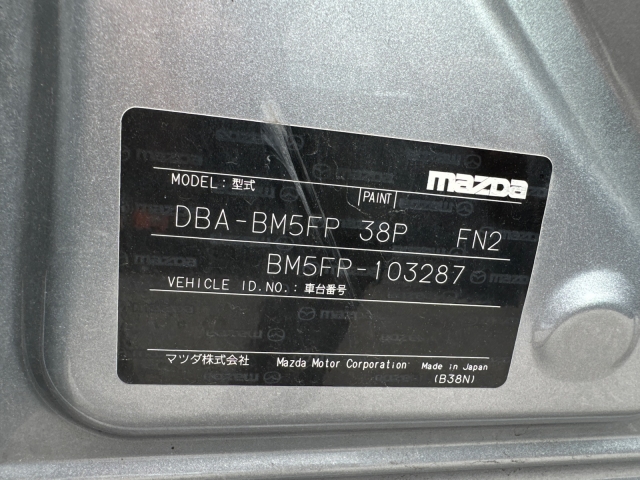 mazda
MODEL: 型式 PAINT
DBA-BM5FP 38P FN2
BM5FP-103287
VEHICLE ID.NO.: 車台番号
マツダ株式会社 Mazda Motor Corporation Made in Japan
(B38N)